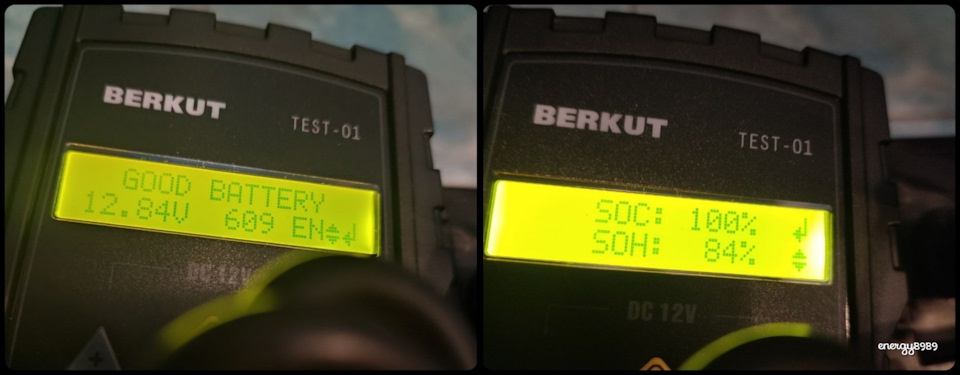 BERKUT
TEST-01
GOOD BATTERY
12.84V 609 EN
DC 12V
BERKUT
TEST-01
SOC: 100%
SOH: 84%
DC 12V
energy8989